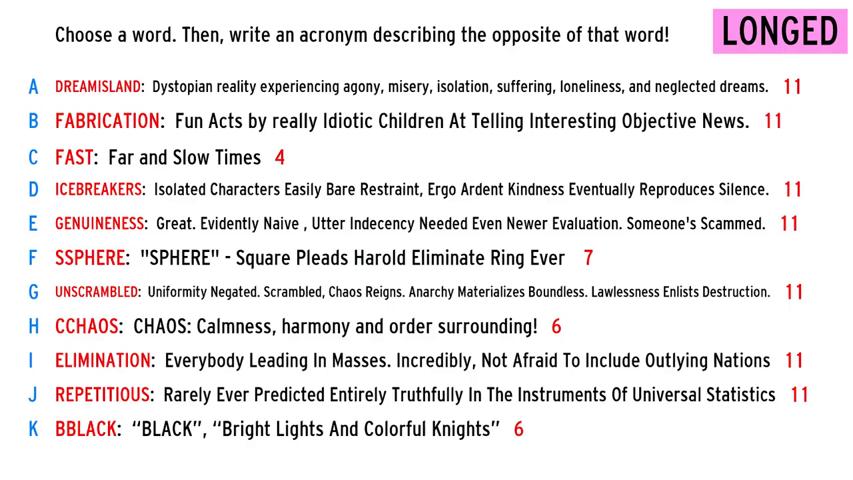 Choose a word. Then, write an acronym describing the opposite of that word! LONGED
A DREAMISLAND: Dystopian reality experiencing agony, misery, isolation, suffering, loneliness, and neglected dreams. 11
B FABRICATION: Fun Acts by really Idiotic Children At Telling Interesting Objective News. 11
C FAST: Far and Slow Times 4
D ICEBREAKERS: Isolated Characters Easily Bare Restraint, Ergo Ardent Kindness Eventually Reproduces Silence. 11
E GENUINENESS: Great. Evidently Naive , Utter Indecency Needed Even Newer Evaluation. Someone's Scammed. 11
F SSPHERE: "SPHERE" - Square Pleads Harold Eliminate Ring Ever 7
G UNSCRAMBLED: Uniformity Negated. Scrambled, Chaos Reigns. Anarchy Materializes Boundless. Lawlessness Enlists Destruction. 11
H CCHAOS: CHAOS: Calmness, harmony and order surrounding! 6
I ELIMINATION: Everybody Leading In Masses. Incredibly, Not Afraid To Include Outlying Nations 11
J REPETITIOUS: Rarely Ever Predicted Entirely Truthfully In The Instruments Of Universal Statistics 11
K BBLACK: “BLACK”, “Bright Lights And Colorful Knights” 6